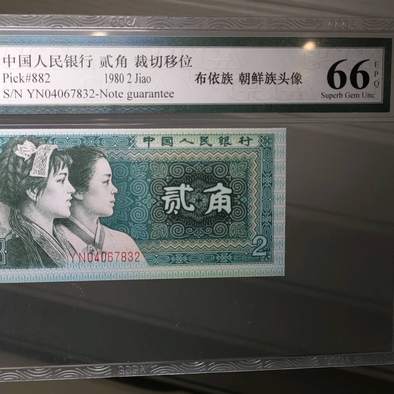 中国人民银行 贰角 裁切移位
Pick#882 1980 2 Jiao 布依族 朝鲜族头像
S/N YN04067832-Note guarantee
66 EPQ
Superb Gem Unc
中国人民银行
贰角
2
YN04067832